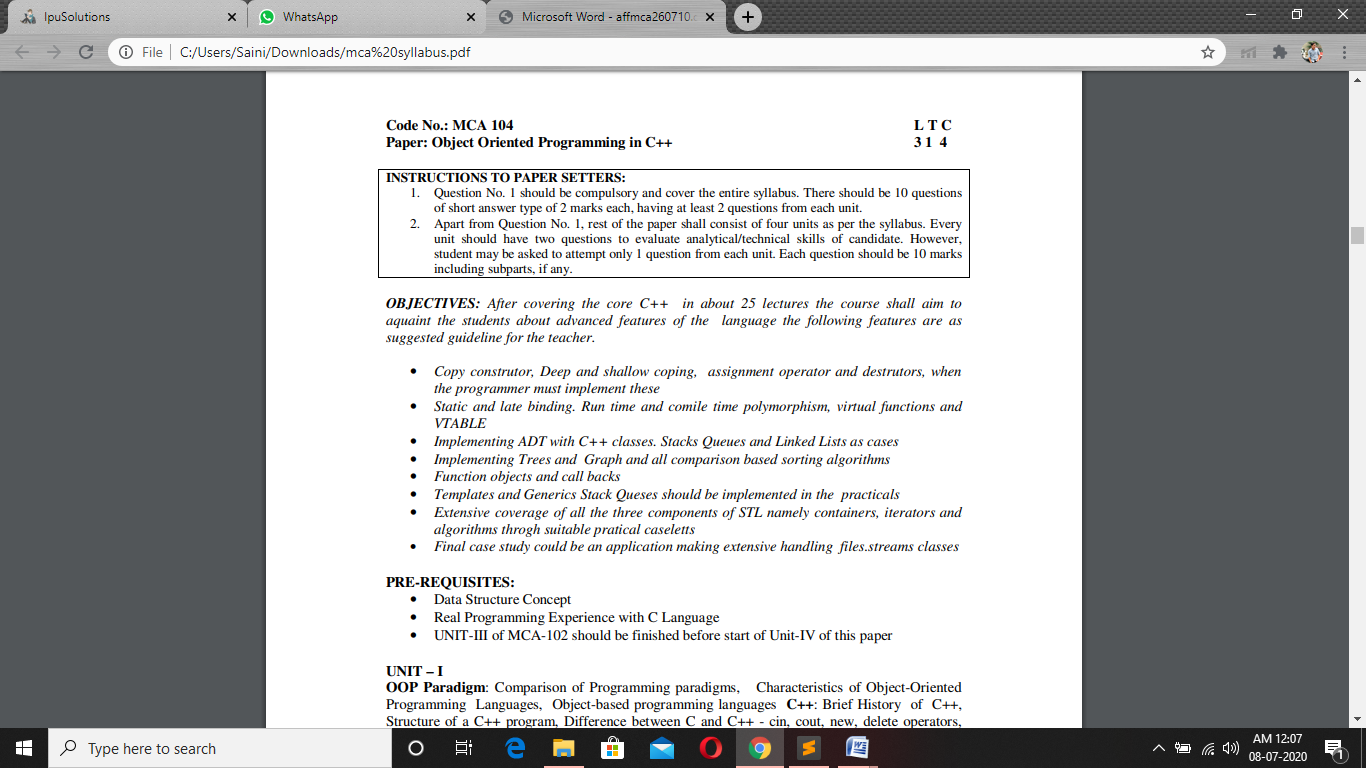 IpuSolutions
WhatsApp
Microsoft Word - affmca260710.
File
C:/Users/Saini/Downloads/mca%20syllabus.pdf
Code No.: MCA 104 L T C
Paper: Object Oriented Programming in C++ 3 1 4
INSTRUCTIONS TO PAPER SETTERS:
1. Question No. 1 should be compulsory and cover the entire syllabus. There should be 10 questions
of short answer type of 2 marks each, having at least 2 questions from each unit.
2. Apart from Question No. 1, rest of the paper shall consist of four units as per the syllabus. Every
unit should have two questions to evaluate analytical/technical skills of candidate. However,
student may be asked to attempt only 1 question from each unit. Each question should be 10 marks
including subparts, if any.
OBJECTIVES: After covering the core C++ in about 25 lectures the course shall aim to
aquaint the students about advanced features of the language the following features are as
suggested guideline for the teacher.
• Copy construtor, Deep and shallow coping, assignment operator and destrutors, when
the programmer must implement these
• Static and late binding. Run time and comile time polymorphism, virtual functions and
VTABLE
• Implementing ADT with C++ classes. Stacks Queues and Linked Lists as cases
• Implementing Trees and Graph and all comparison based sorting algorithms
• Function objects and call backs
• Templates and Generics Stack Queses should be implemented in the practicals
• Extensive coverage of all the three components of STL namely containers, iterators and
algorithms throgh suitable pratical caseletts
• Final case study could be an application making extensive handling files.streams classes
PRE-REQUISITES:
• Data Structure Concept
• Real Programming Experience with C Language
• UNIT-III of MCA-102 should be finished before start of Unit-IV of this paper
UNIT – I
OOP Paradigm: Comparison of Programming paradigms, Characteristics of Object-Oriented
Programming Languages, Object-based programming languages C++: Brief History of C++,
Structure of a C++ program, Difference between C and C++ - cin, cout, new, delete operators,
Type here to search
AM 12:07
08-07-2020
1